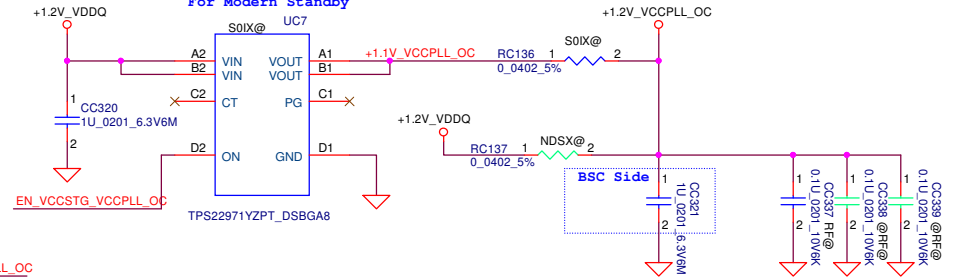 For Modern Standby
+1.2V_VDDQ
UC7
S0IX@
+1.2V_VCCPLL_OC
A2 VIN VOUT A1
B2 VIN VOUT B1
+1.1V_VCCPLL_OC
RC136 1 S0IX@ 2
0_0402_5%
C2 CT PG C1
1
CC320
1U_0201_6.3V6M
2
+1.2V_VDDQ
D2 ON GND D1
RC137 1 NDSX@ 2
0_0402_5%
BSC Side
EN_VCCSTG_VCCPLL_OC
TPS22971YZPT_DSBGA8
1
2
CC321
1U_0201_6.3V6M
1
2
CC337 RF@
0.1U_0201_10V6K
1
2
CC338 @RF@
0.1U_0201_10V6K
1
2
CC339 @RF@
0.1U_0201_10V6K
LL_OC